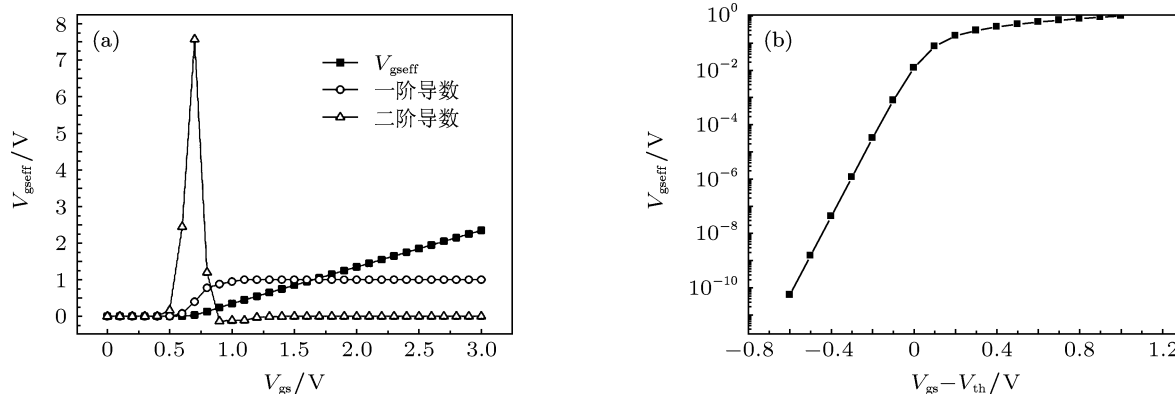 (a)
V_gseff/V
8
7
6
5
4
3
2
1
0
V_gseff
一阶导数
二阶导数
0 0.5 1.0 1.5 2.0 2.5 3.0
V_gs/V
(b)
V_gseff/V
10^0
10^-2
10^-4
10^-6
10^-8
10^-10
-0.8 -0.4 0 0.4 0.8 1.2
V_gs-V_th/V